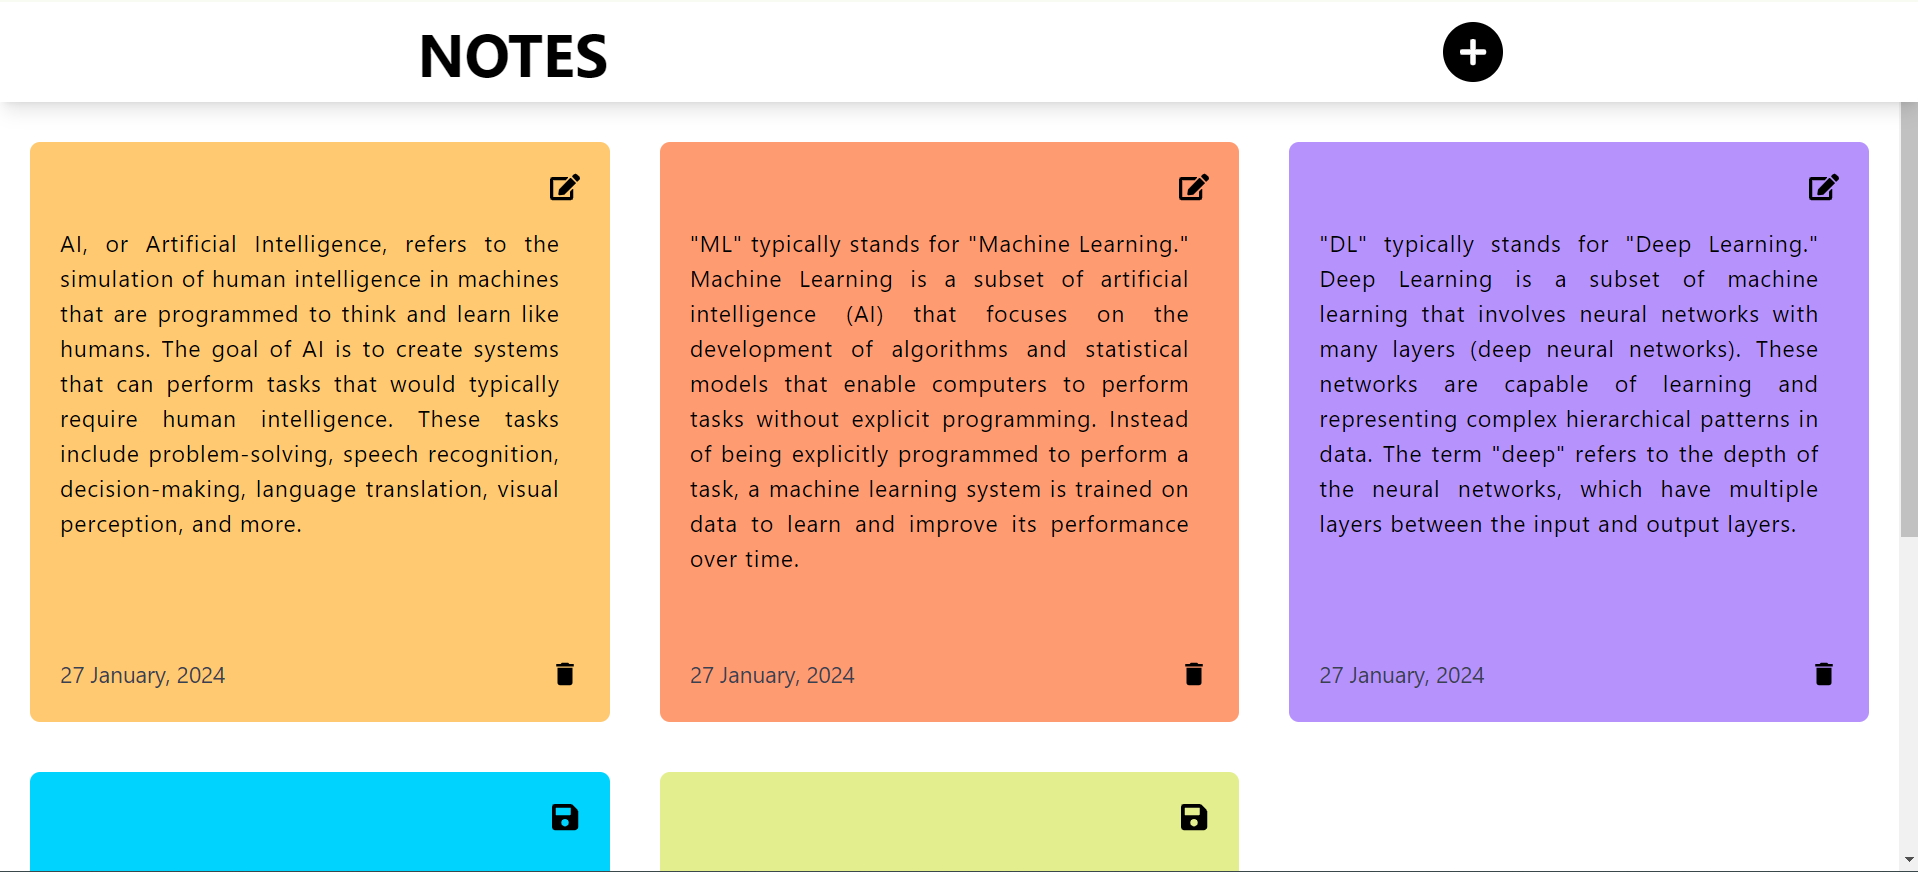 NOTES
AI, or Artificial Intelligence, refers to the
simulation of human intelligence in machines
that are programmed to think and learn like
humans. The goal of AI is to create systems
that can perform tasks that would typically
require human intelligence. These tasks
include problem-solving, speech recognition,
decision-making, language translation, visual
perception, and more.
27 January, 2024
"ML" typically stands for "Machine Learning."
Machine Learning is a subset of artificial
intelligence (AI) that focuses on the
development of algorithms and statistical
models that enable computers to perform
tasks without explicit programming. Instead
of being explicitly programmed to perform a
task, a machine learning system is trained on
data to learn and improve its performance
over time.
27 January, 2024
"DL" typically stands for "Deep Learning."
Deep Learning is a subset of machine
learning that involves neural networks with
many layers (deep neural networks). These
networks are capable of learning and
representing complex hierarchical patterns in
data. The term "deep" refers to the depth of
the neural networks, which have multiple
layers between the input and output layers.
27 January, 2024